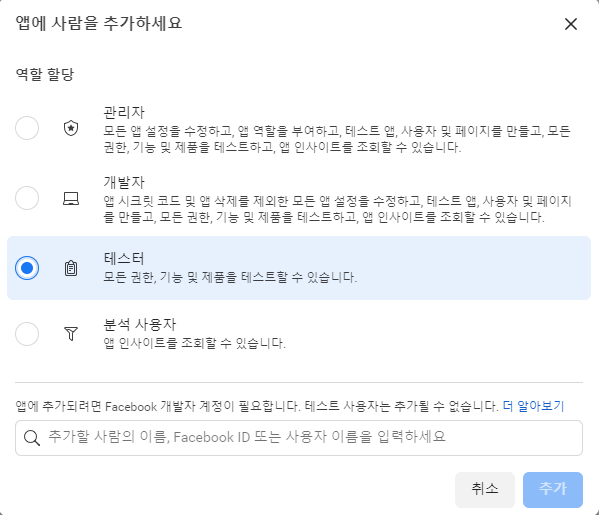 앱에 사람을 추가하세요
역할 할당
관리자
모든 앱 설정을 수정하고, 앱 역할을 부여하고, 테스트 앱, 사용자 및 페이지를 만들고, 모든
권한, 기능 및 제품을 테스트하고, 앱 인사이트를 조회할 수 있습니다.
개발자
앱 시크릿 코드 및 앱 삭제를 제외한 모든 앱 설정을 수정하고, 테스트 앱, 사용자 및 페이지
를 만들고, 모든 권한, 기능 및 제품을 테스트하고, 앱 인사이트를 조회할 수 있습니다.
테스터
모든 권한, 기능 및 제품을 테스트할 수 있습니다.
분석 사용자
앱 인사이트를 조회할 수 있습니다.
앱에 추가되려면 Facebook 개발자 계정이 필요합니다. 테스트 사용자는 추가될 수 없습니다. 더 알아보기
추가할 사람의 이름, Facebook ID 또는 사용자 이름을 입력하세요
취소
추가